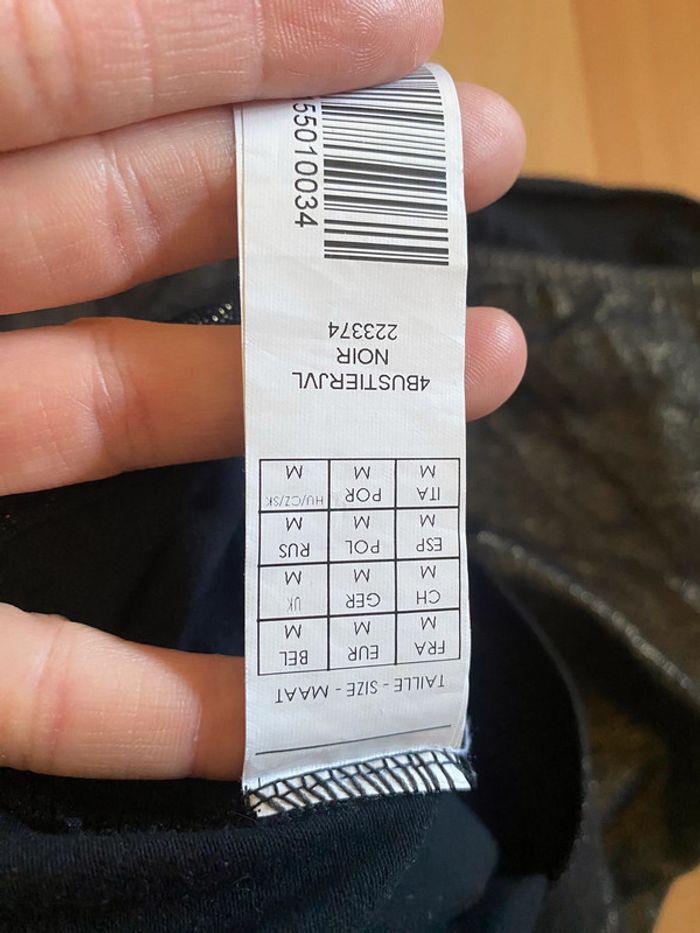 TAILLE - SIZE - MAAT
FRA EUR BEL
M M M
CH GER UK
M M M
ESP POL RUS
M M M
ITA POR HU/CZ/SK
M M M
4BUSTIERJVL
NOIR
223374
55010034